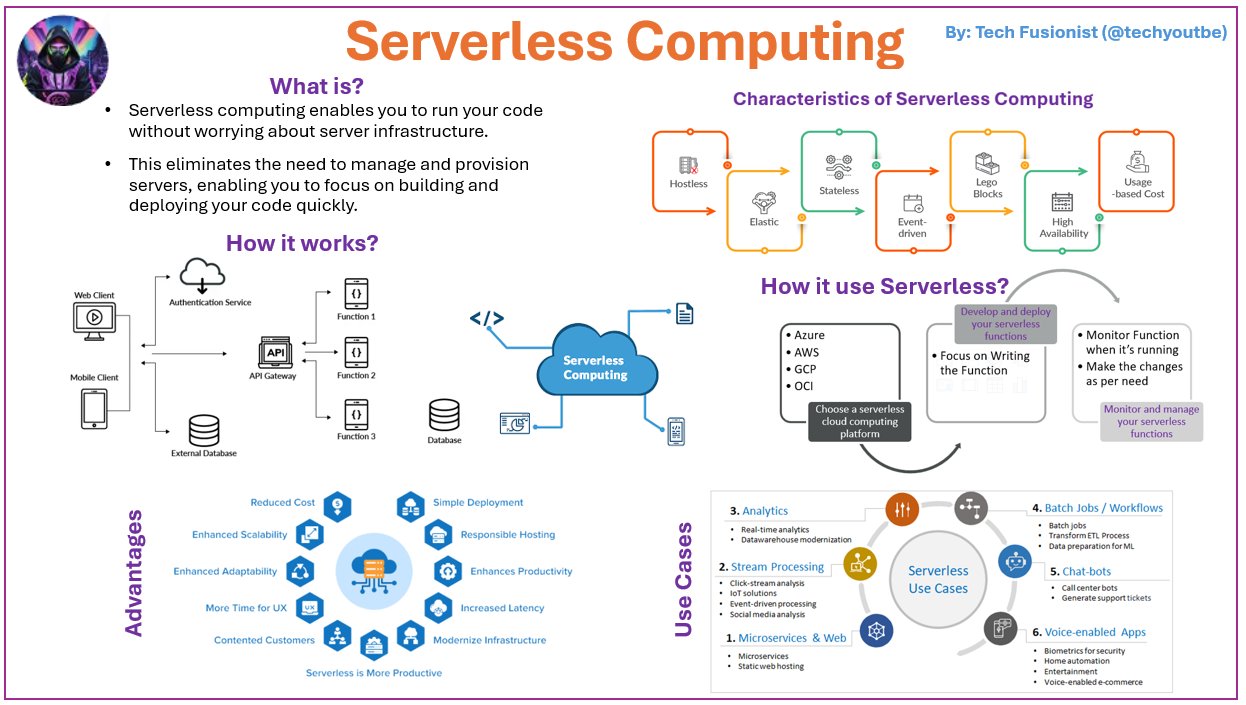 Serverless Computing
By: Tech Fusionist (@techyoutbe)
What is?
• Serverless computing enables you to run your code
without worrying about server infrastructure.
• This eliminates the need to manage and provision
servers, enabling you to focus on building and
deploying your code quickly.
How it works?
Web Client
Authentication Service
Mobile Client
External Database
API
API Gateway
{ }
Function 1
{ }
Function 2
{ }
Function 3
Database
</>
Serverless
Computing
Characteristics of Serverless Computing
Hostless
Elastic
Stateless
Event-
driven
Lego
Blocks
High
Availability
Usage
-based Cost
How it use Serverless?
• Azure
• AWS
• GCP
• OCI
Choose a serverless
cloud computing
platform
Develop and deploy
your serverless
functions
• Focus on Writing
the Function
• Monitor Function
when it's running
• Make the changes
as per need
Monitor and manage
your serverless
functions
Advantages
Reduced Cost
Enhanced Scalability
Enhanced Adaptability
More Time for UX
UX
Contented Customers
Serverless is More Productive
Simple Deployment
Responsible Hosting
Enhances Productivity
Increased Latency
Modernize Infrastructure
Use Cases
Serverless
Use Cases
3. Analytics
• Real-time analytics
• Datawarehouse modernization
2. Stream Processing
• Click-stream analysis
• IoT solutions
• Event-driven processing
• Social media analysis
1. Microservices & Web
• Microservices
• Static web hosting
4. Batch Jobs / Workflows
• Batch jobs
• Transform ETL Process
• Data preparation for ML
5. Chat-bots
• Call center bots
• Generate support tickets
6. Voice-enabled Apps
• Biometrics for security
• Home automation
• Entertainment
• Voice-enabled e-commerce